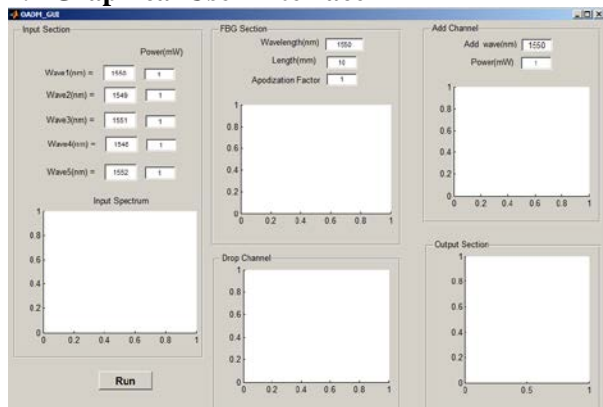 OADM_GUI
Input Section
Power(mW)
Wave1(nm) = 1550 1
Wave2(nm) = 1549 1
Wave3(nm) = 1551 1
Wave4(nm) = 1548 1
Wave5(nm) = 1552 1
Input Spectrum
1
0.8
0.6
0.4
0.2
0
0 0.2 0.4 0.6 0.8 1
Run
FBG Section
Wavelength(nm) 1550
Length(mm) 10
Apodization Factor 1
1
0.8
0.6
0.4
0.2
0
0 0.2 0.4 0.6 0.8 1
Drop Channel
1
0.8
0.6
0.4
0.2
0
0 0.2 0.4 0.6 0.8 1
Add Channel
Add wave(nm) 1550
Power(mW) 1
1
0.8
0.6
0.4
0.2
0
0 0.2 0.4 0.6 0.8 1
Output Section
1
0.8
0.6
0.4
0.2
0
0 0.5 1